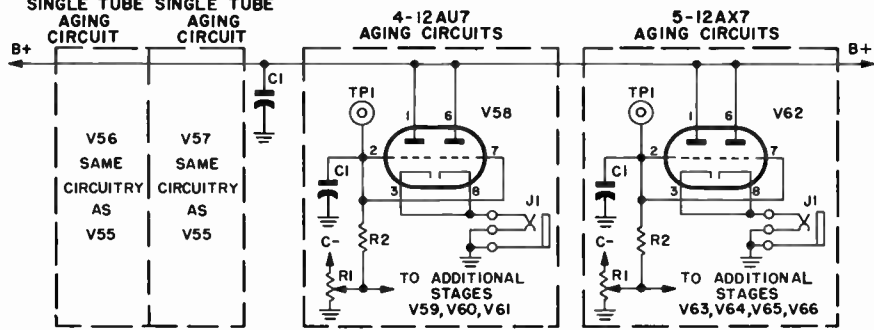 SINGLE TUBE
AGING
CIRCUIT
SINGLE TUBE
AGING
CIRCUIT
4-12AU7
AGING CIRCUITS
5-12AX7
AGING CIRCUITS
B+
B+
C1
V56
SAME
CIRCUITRY
AS
V55
V57
SAME
CIRCUITRY
AS
V55
TP1
1
6
V58
2
7
C1
3
8
J1
R2
C-
R1
TO ADDITIONAL
STAGES
V59,V60,V61
TP1
1
6
V62
2
7
C1
3
8
J1
R2
C-
R1
TO ADDITIONAL
STAGES
V63,V64,V65,V66